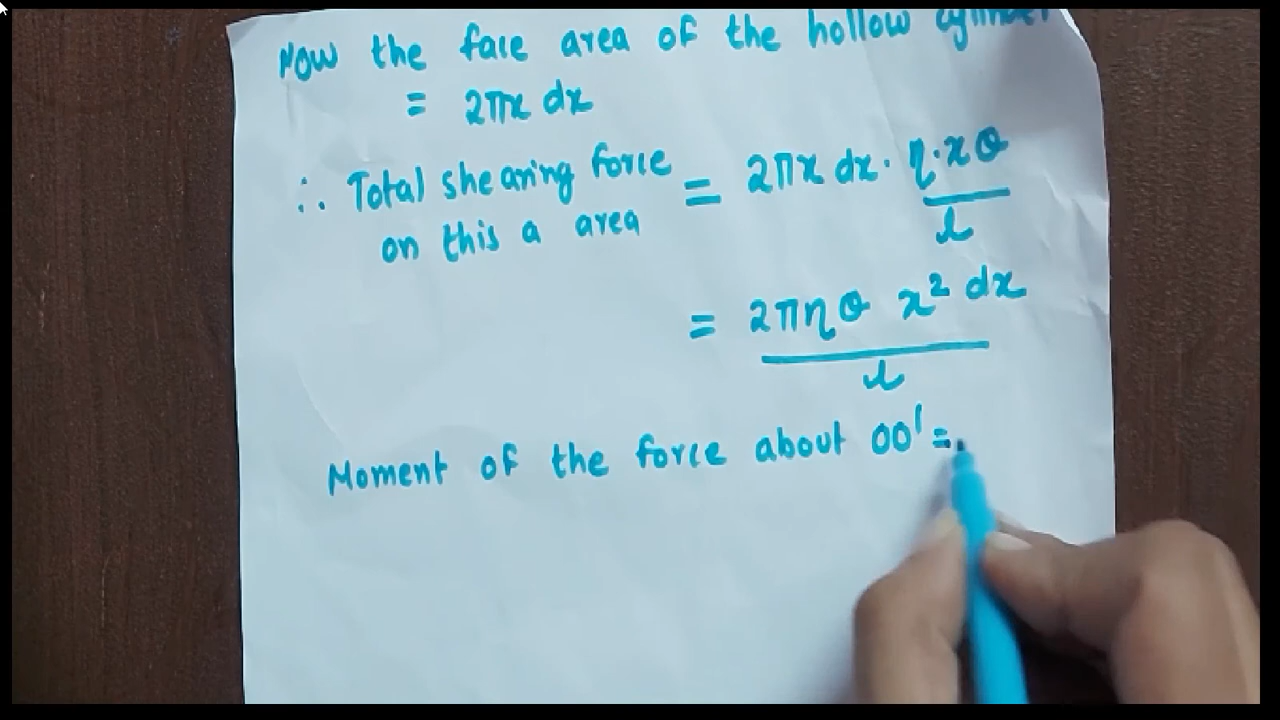 Now the face area of the hollow cylinder
= 2πx dx
∴ Total shearing force = 2πx dx · η·xθ / l
on this a area
= 2πηθ x² dx / l
Moment of the force about OO' =